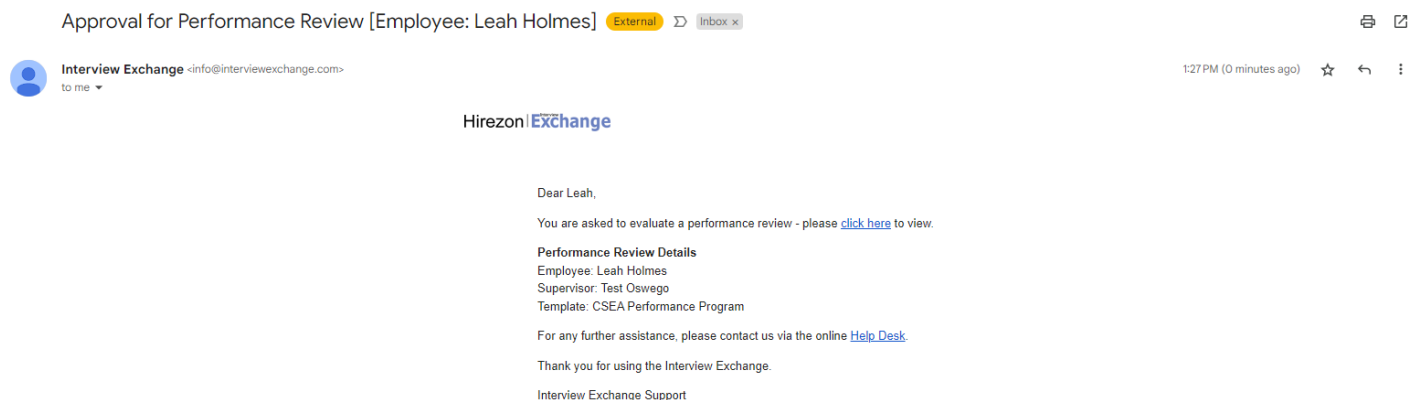 Approval for Performance Review [Employee: Leah Holmes] External Inbox ×
Interview Exchange <info@interviewexchange.com> 1:27 PM (0 minutes ago)
to me
Hirezon Interview Exchange
Dear Leah,
You are asked to evaluate a performance review - please click here to view.
Performance Review Details
Employee: Leah Holmes
Supervisor: Test Oswego
Template: CSEA Performance Program
For any further assistance, please contact us via the online Help Desk.
Thank you for using the Interview Exchange.
Interview Exchange Support